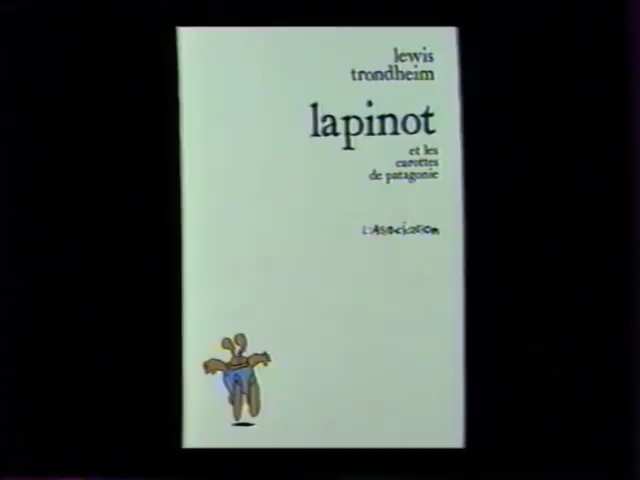 lewis
trondheim
lapinot
et les
carottes
de patagonie
L'Association